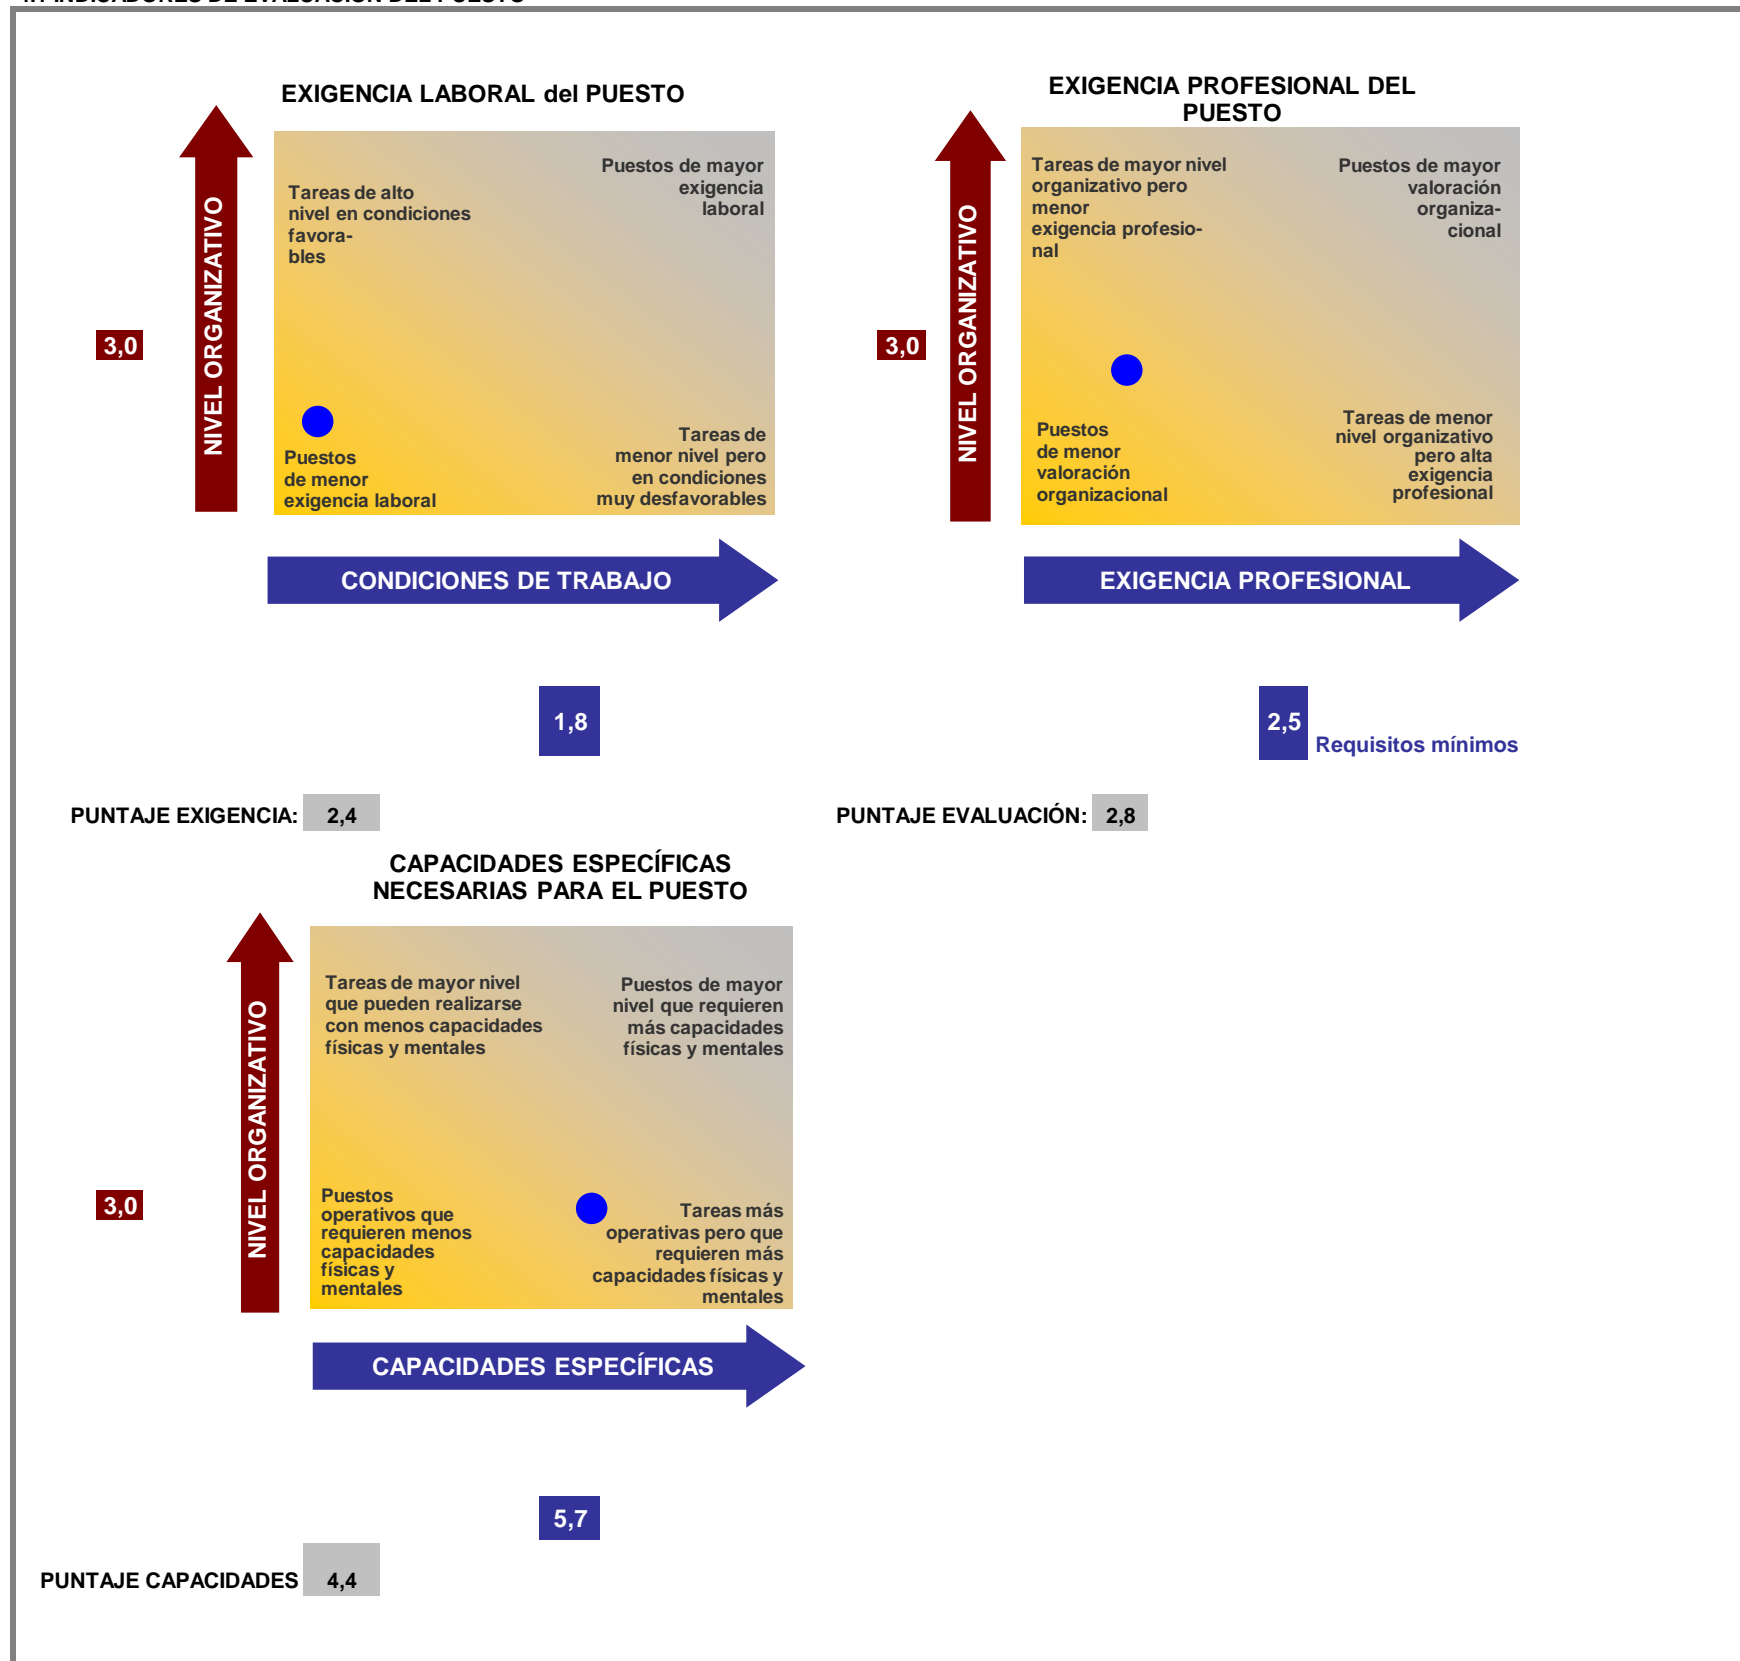 INDICADORES DE EVALUACIÓN DEL PUESTO
EXIGENCIA LABORAL del PUESTO
NIVEL ORGANIZATIVO
3,0
Tareas de alto
nivel en condiciones
favora-
bles
Puestos de mayor
exigencia
laboral
Puestos
de menor
exigencia laboral
Tareas de
menor nivel pero
en condiciones
muy desfavorables
CONDICIONES DE TRABAJO
1,8
PUNTAJE EXIGENCIA: 2,4
EXIGENCIA PROFESIONAL DEL
PUESTO
NIVEL ORGANIZATIVO
3,0
Tareas de mayor nivel
organizativo pero
menor
exigencia profesio-
nal
Puestos de mayor
valoración
organiza-
cional
Puestos
de menor
valoración
organizacional
Tareas de menor
nivel organizativo
pero alta
exigencia
profesional
EXIGENCIA PROFESIONAL
2,5
Requisitos mínimos
PUNTAJE EVALUACIÓN: 2,8
CAPACIDADES ESPECÍFICAS
NECESARIAS PARA EL PUESTO
NIVEL ORGANIZATIVO
3,0
Tareas de mayor nivel
que pueden realizarse
con menos capacidades
físicas y mentales
Puestos de mayor
nivel que requieren
más capacidades
físicas y mentales
Puestos
operativos que
requieren menos
capacidades
físicas y
mentales
Tareas más
operativas pero que
requieren más
capacidades físicas y
mentales
CAPACIDADES ESPECÍFICAS
5,7
PUNTAJE CAPACIDADES 4,4